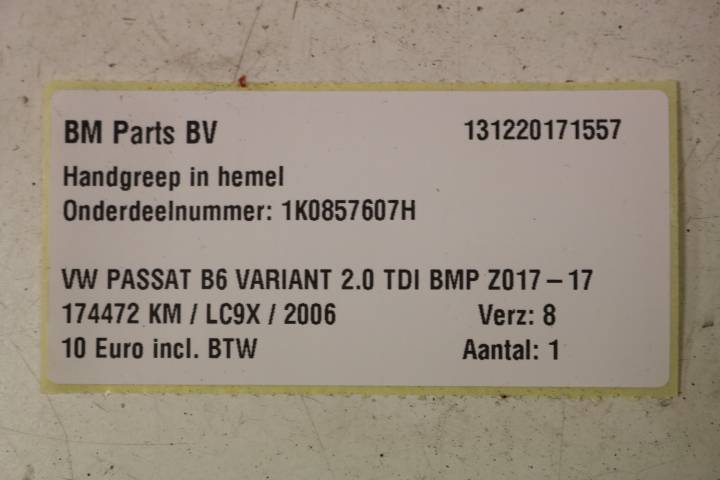 BM Parts BV 131220171557
Handgreep in hemel
Onderdeelnummer: 1K0857607H
VW PASSAT B6 VARIANT 2.0 TDI BMP Z017 – 17
174472 KM / LC9X / 2006 Verz: 8
10 Euro incl. BTW Aantal: 1